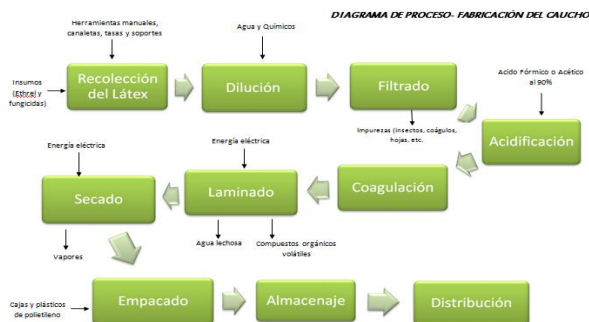 DIAGRAMA DE PROCESO- FABRICACIÓN DEL CAUCHO
Herramientas manuales,
canaletas, tasas y soportes
Agua y Químicos
Insumos
(Ethrel y
fungicidas)
Recolección
del Látex
Dilución
Filtrado
Acido Fórmico o Acético
al 90%
Impurezas (Insectos, coágulos,
hojas, etc.
Acidificación
Energía eléctrica
Energía eléctrica
Secado
Laminado
Coagulación
Vapores
Agua lechosa
Compuestos orgánicos
volátiles
Cajas y plásticos
de polietileno
Empacado
Almacenaje
Distribución